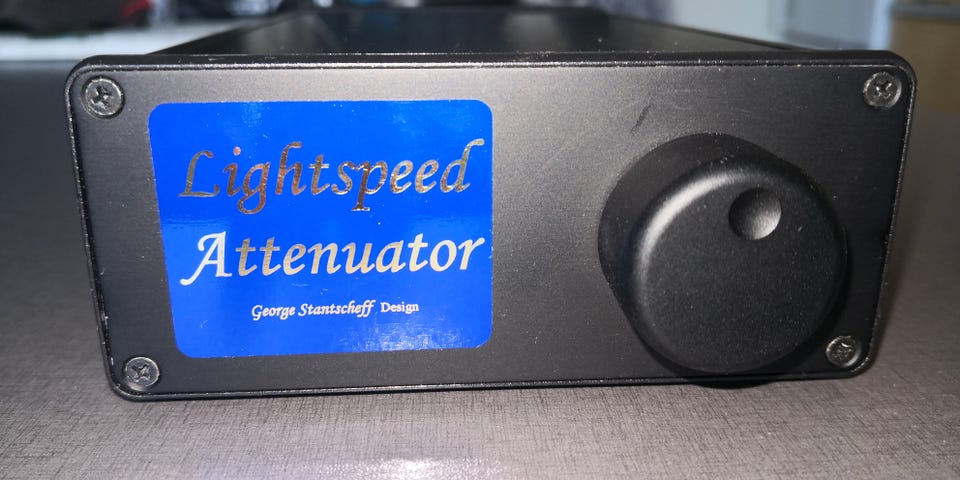 Lightspeed
Attenuator
George Stantscheff Design